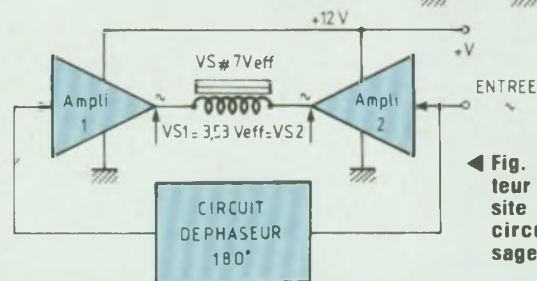 +12V
+V
VS # 7Veff
ENTREE
~
Ampli
1
~
~
Ampli
2
VS1 = 3,53 Veff = VS2
CIRCUIT
DEPHASEUR
180°
◄ Fig.
teur
site
circu
sage